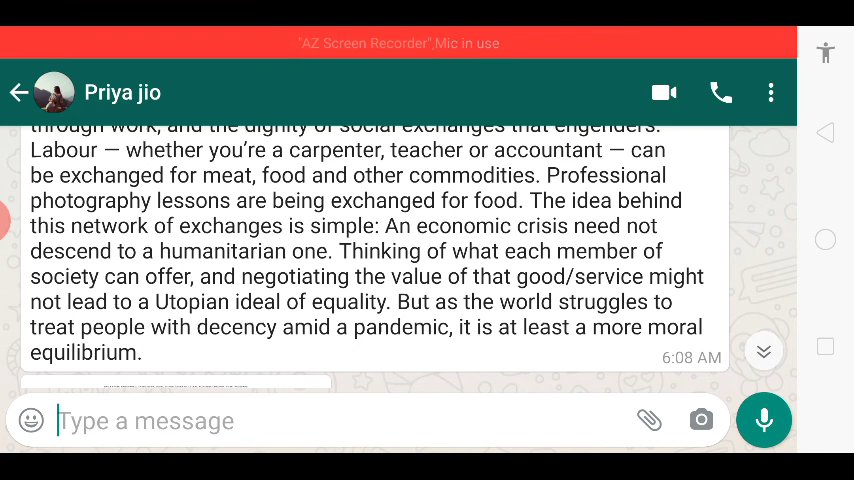 "AZ Screen Recorder",Mic in use
Priya jio
through work, and the dignity of social exchanges that engenders.
Labour — whether you're a carpenter, teacher or accountant — can
be exchanged for meat, food and other commodities. Professional
photography lessons are being exchanged for food. The idea behind
this network of exchanges is simple: An economic crisis need not
descend to a humanitarian one. Thinking of what each member of
society can offer, and negotiating the value of that good/service might
not lead to a Utopian ideal of equality. But as the world struggles to
treat people with decency amid a pandemic, it is at least a more moral
equilibrium.
6:08 AM
Type a message